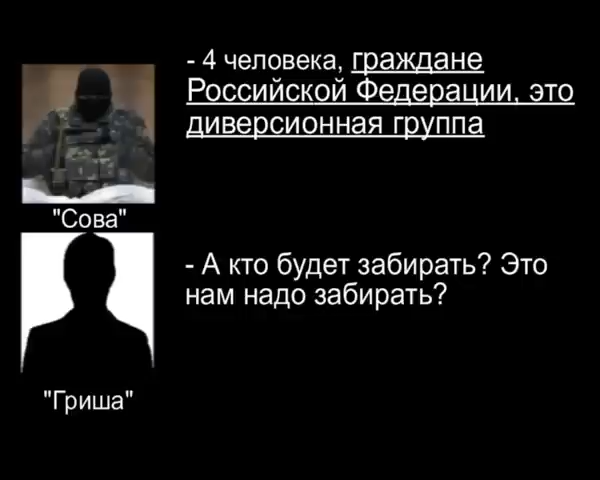 - 4 человека, граждане
Российской Федерации, это
диверсионная группа
"Сова"
- А кто будет забирать? Это
нам надо забирать?
"Гриша"